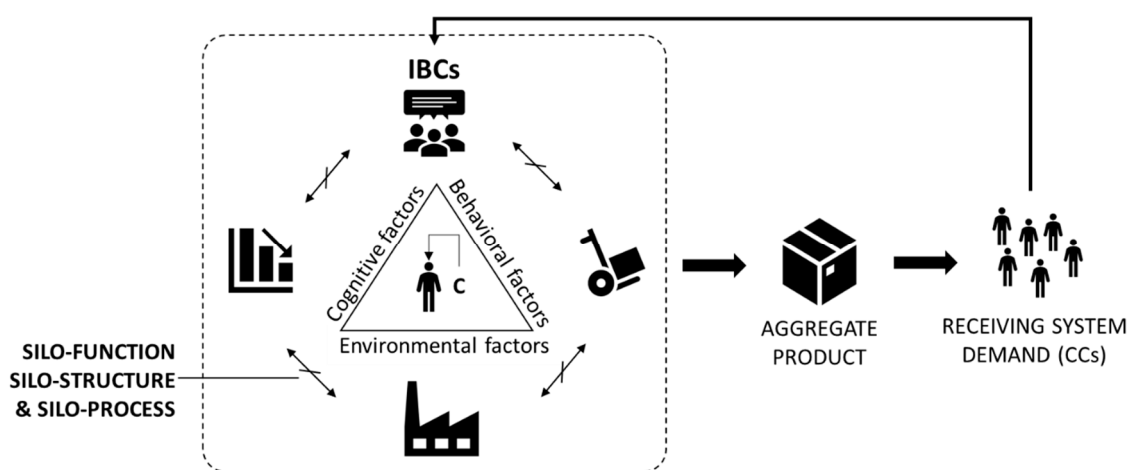 IBCs
Cognitive factors
Behavioral factors
C
Environmental factors
SILO-FUNCTION
SILO-STRUCTURE
& SILO-PROCESS
AGGREGATE
PRODUCT
RECEIVING SYSTEM
DEMAND (CCs)